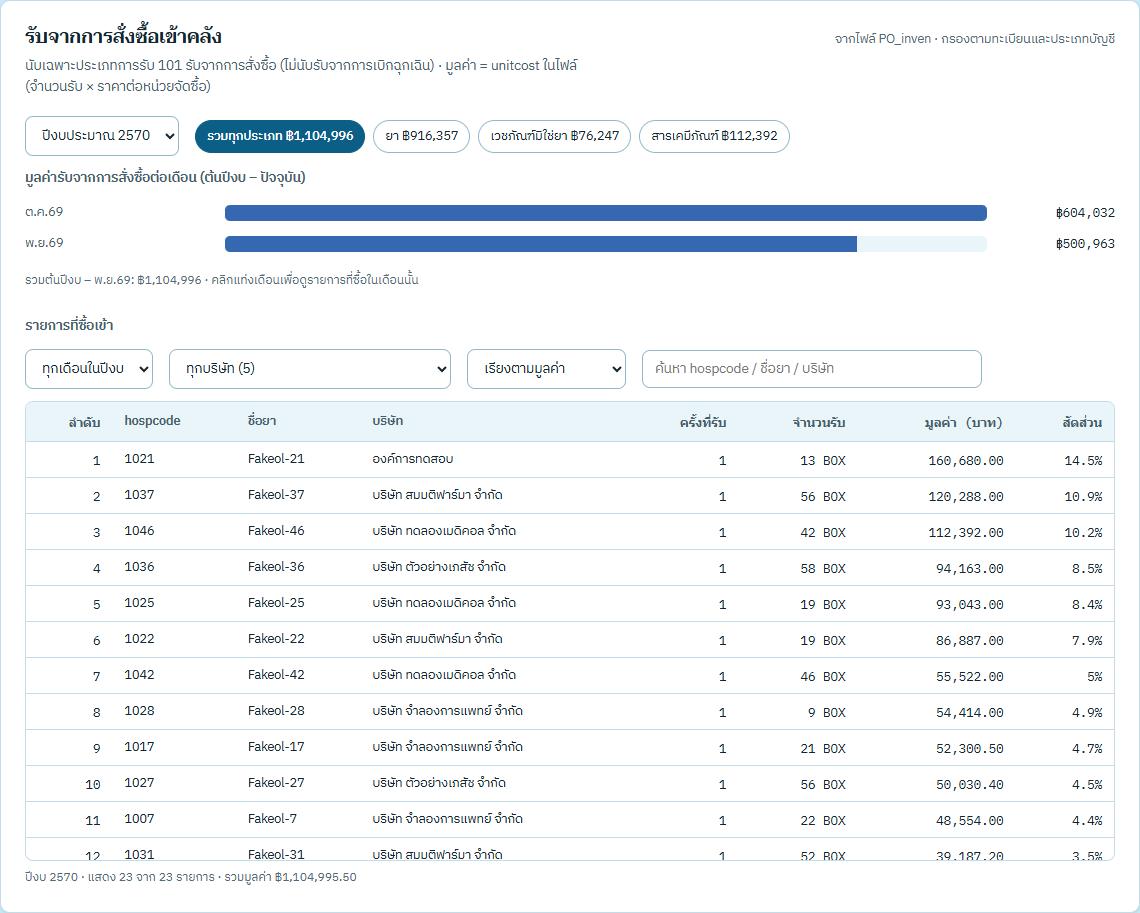 รับจากการสั่งซื้อเข้าคลัง
จากไฟล์ PO_inven · กรองตามทะเบียนและประเภทบัญชี
นับเฉพาะประเภทการรับ 101 รับจากการสั่งซื้อ (ไม่นับรับจากการเบิกฉุกเฉิน) · มูลค่า = unitcost ในไฟล์
(จำนวนรับ × ราคาต่อหน่วยจัดซื้อ)
ปีงบประมาณ 2570 รวมทุกประเภท ฿1,104,996 ยา ฿916,357 เวชภัณฑ์มิใช่ยา ฿76,247 สารเคมีภัณฑ์ ฿112,392
มูลค่ารับจากการสั่งซื้อต่อเดือน (ต้นปีงบ – ปัจจุบัน)
ต.ค.69 ฿604,032
พ.ย.69 ฿500,963
รวมต้นปีงบ – พ.ย.69: ฿1,104,996 · คลิกแท่งเดือนเพื่อดูรายการที่ซื้อในเดือนนั้น
รายการที่ซื้อเข้า
ทุกเดือนในปีงบ ทุกบริษัท (5) เรียงตามมูลค่า ค้นหา hospcode / ชื่อยา / บริษัท
ลำดับ hospcode ชื่อยา บริษัท ครั้งที่รับ จำนวนรับ มูลค่า (บาท) สัดส่วน
1 1021 Fakeol-21 องค์การทดสอบ 1 13 BOX 160,680.00 14.5%
2 1037 Fakeol-37 บริษัท สมมติฟาร์มา จำกัด 1 56 BOX 120,288.00 10.9%
3 1046 Fakeol-46 บริษัท ทดลองเมดิคอล จำกัด 1 42 BOX 112,392.00 10.2%
4 1036 Fakeol-36 บริษัท ตัวอย่างเภสัช จำกัด 1 58 BOX 94,163.00 8.5%
5 1025 Fakeol-25 บริษัท ทดลองเมดิคอล จำกัด 1 19 BOX 93,043.00 8.4%
6 1022 Fakeol-22 บริษัท สมมติฟาร์มา จำกัด 1 19 BOX 86,887.00 7.9%
7 1042 Fakeol-42 บริษัท ทดลองเมดิคอล จำกัด 1 46 BOX 55,522.00 5%
8 1028 Fakeol-28 บริษัท จำลองการแพทย์ จำกัด 1 9 BOX 54,414.00 4.9%
9 1017 Fakeol-17 บริษัท จำลองการแพทย์ จำกัด 1 21 BOX 52,300.50 4.7%
10 1027 Fakeol-27 บริษัท ตัวอย่างเภสัช จำกัด 1 56 BOX 50,030.40 4.5%
11 1007 Fakeol-7 บริษัท จำลองการแพทย์ จำกัด 1 22 BOX 48,554.00 4.4%
12 1031 Fakeol-31 บริษัท สมมติฟาร์มา จำกัด 1 52 BOX 39,187.20 3.5%
ปีงบ 2570 · แสดง 23 จาก 23 รายการ · รวมมูลค่า ฿1,104,995.50